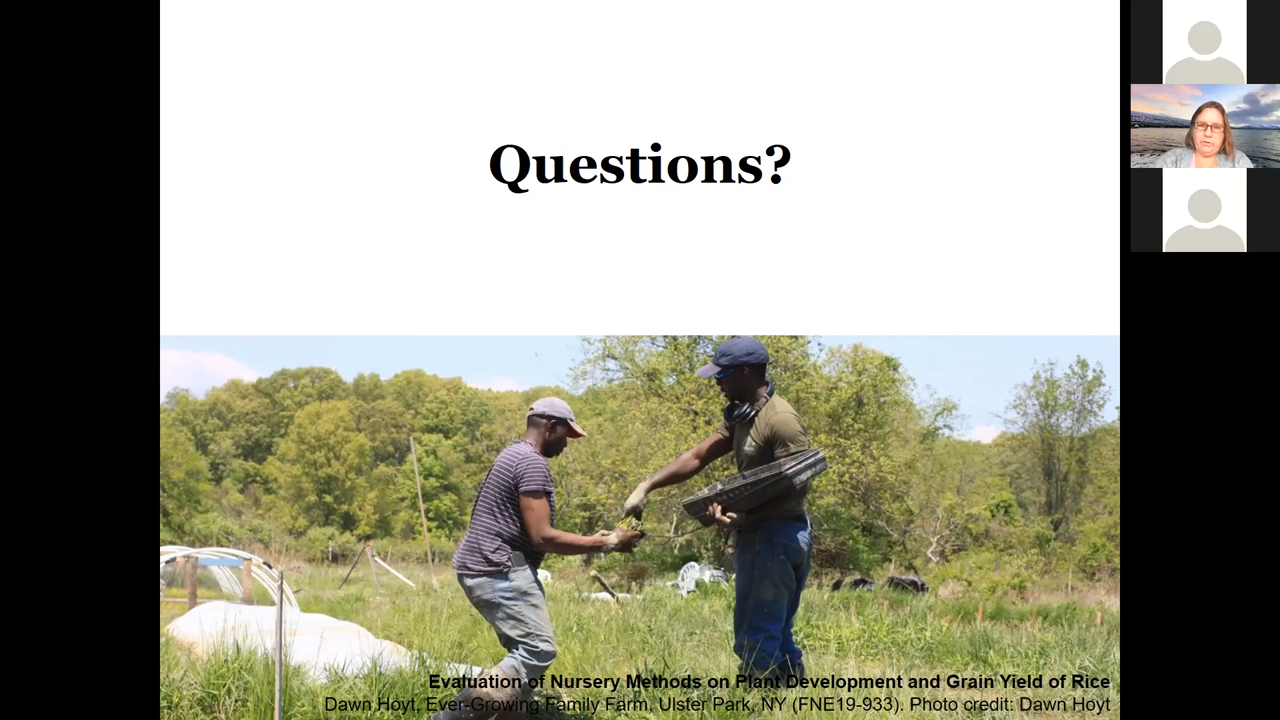 Questions?
Evaluation of Nursery Methods on Plant Development and Grain Yield of Rice
Dawn Hoyt, Ever-Growing Family Farm, Ulster Park, NY (FNE19-933). Photo credit: Dawn Hoyt